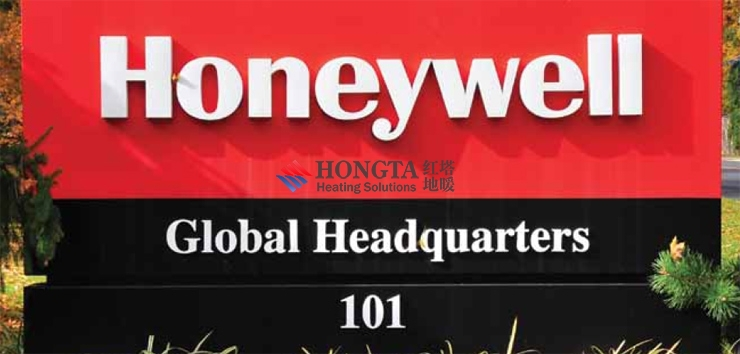 Honeywell
HONGTA 红塔
Heating Solutions 地暖
Global Headquarters
101